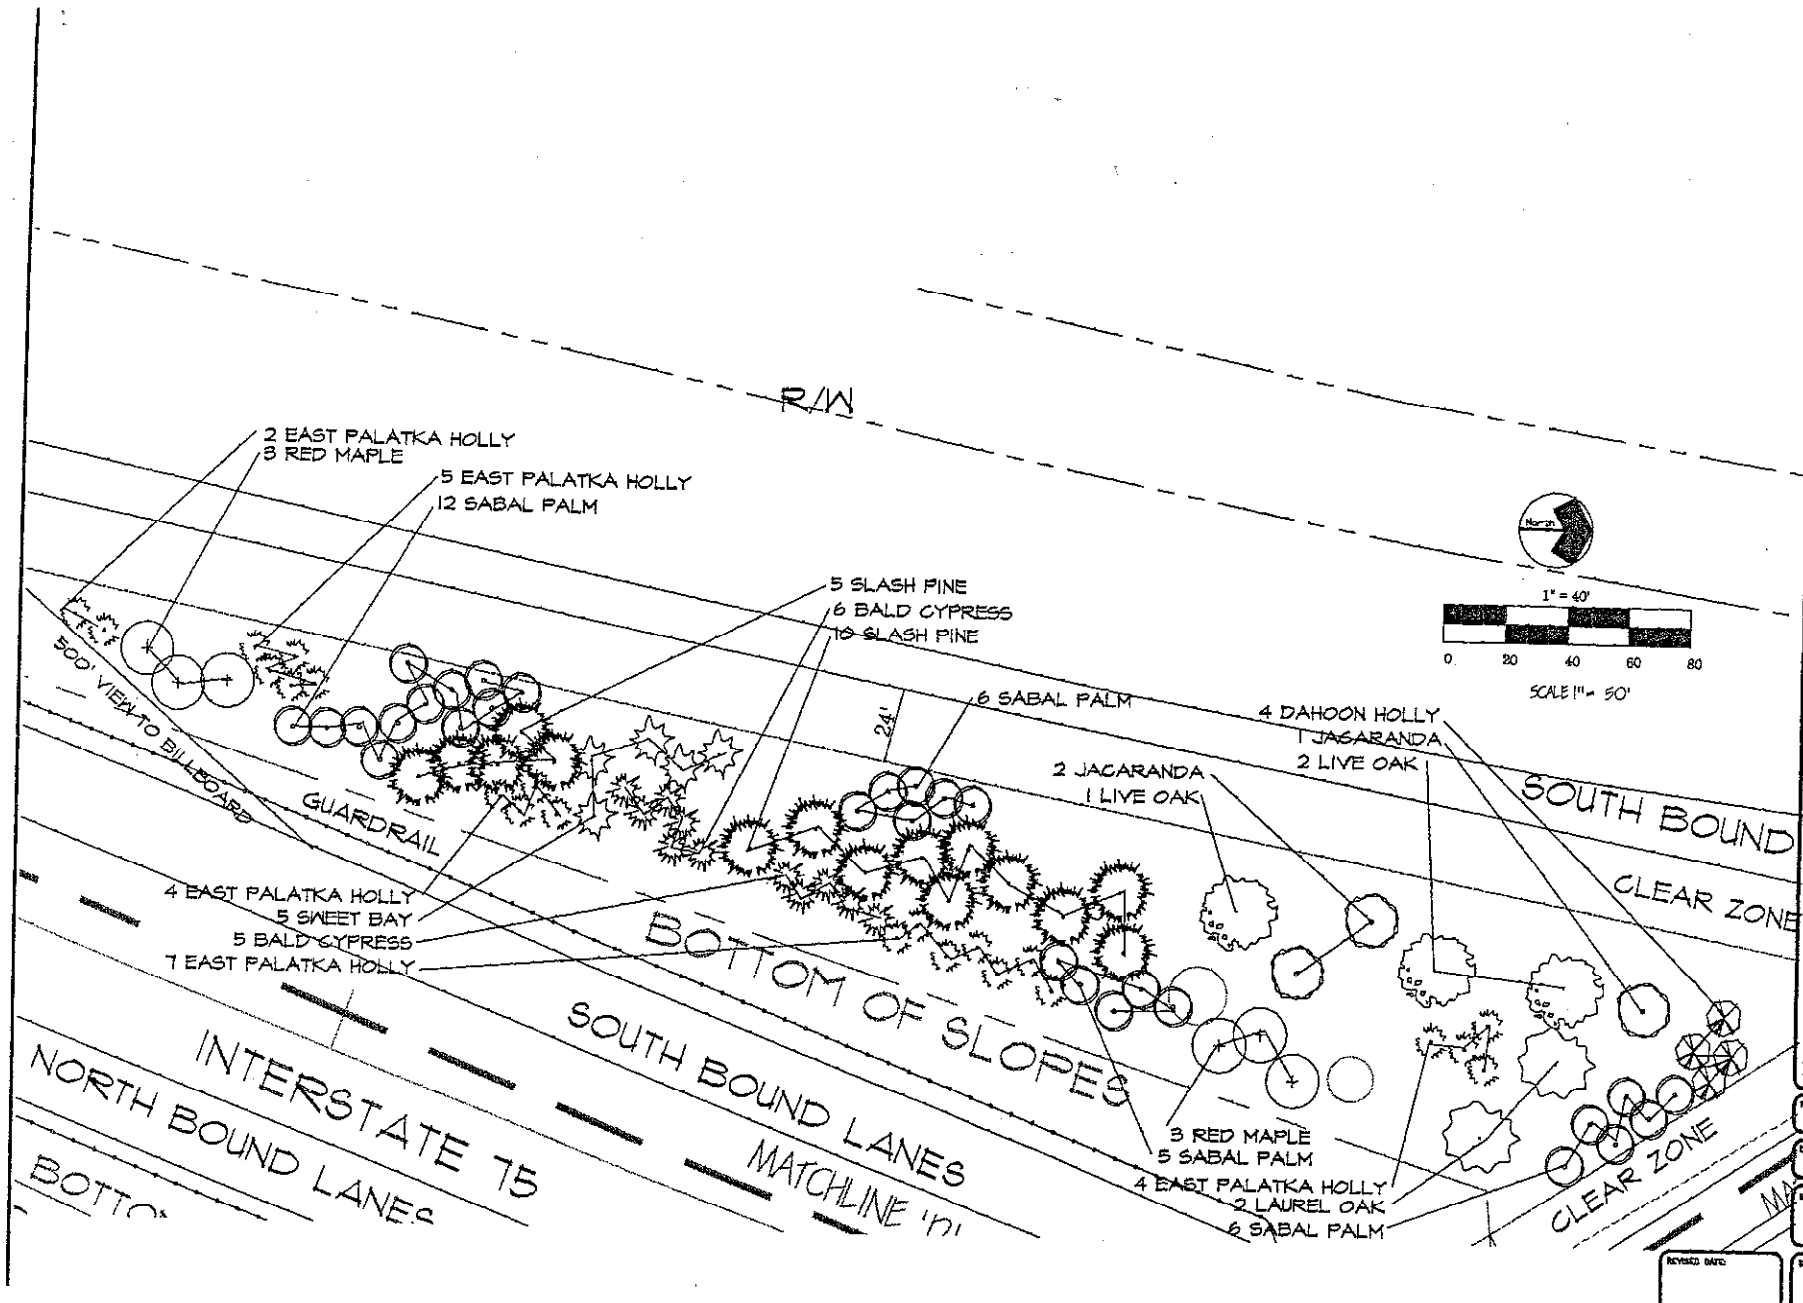 R/W
2 EAST PALATKA HOLLY
3 RED MAPLE
5 EAST PALATKA HOLLY
12 SABAL PALM
North
1" = 40'
0 20 40 60 80
SCALE 1" = 50'
5 SLASH PINE
6 BALD CYPRESS
10 SLASH PINE
500' VIEW TO BILLBOARD
6 SABAL PALM
24'
4 DAHOON HOLLY
1 JACARANDA
2 LIVE OAK
2 JACARANDA
1 LIVE OAK
SOUTH BOUND
CLEAR ZONE
GUARDRAIL
4 EAST PALATKA HOLLY
5 SWEET BAY
5 BALD CYPRESS
7 EAST PALATKA HOLLY
BOTTOM OF SLOPES
SOUTH BOUND LANES
INTERSTATE 75
NORTH BOUND LANES
MATCHLINE 'D'
3 RED MAPLE
5 SABAL PALM
4 EAST PALATKA HOLLY
2 LAUREL OAK
6 SABAL PALM
CLEAR ZONE
MA
BOTTO
REVISED DATE: